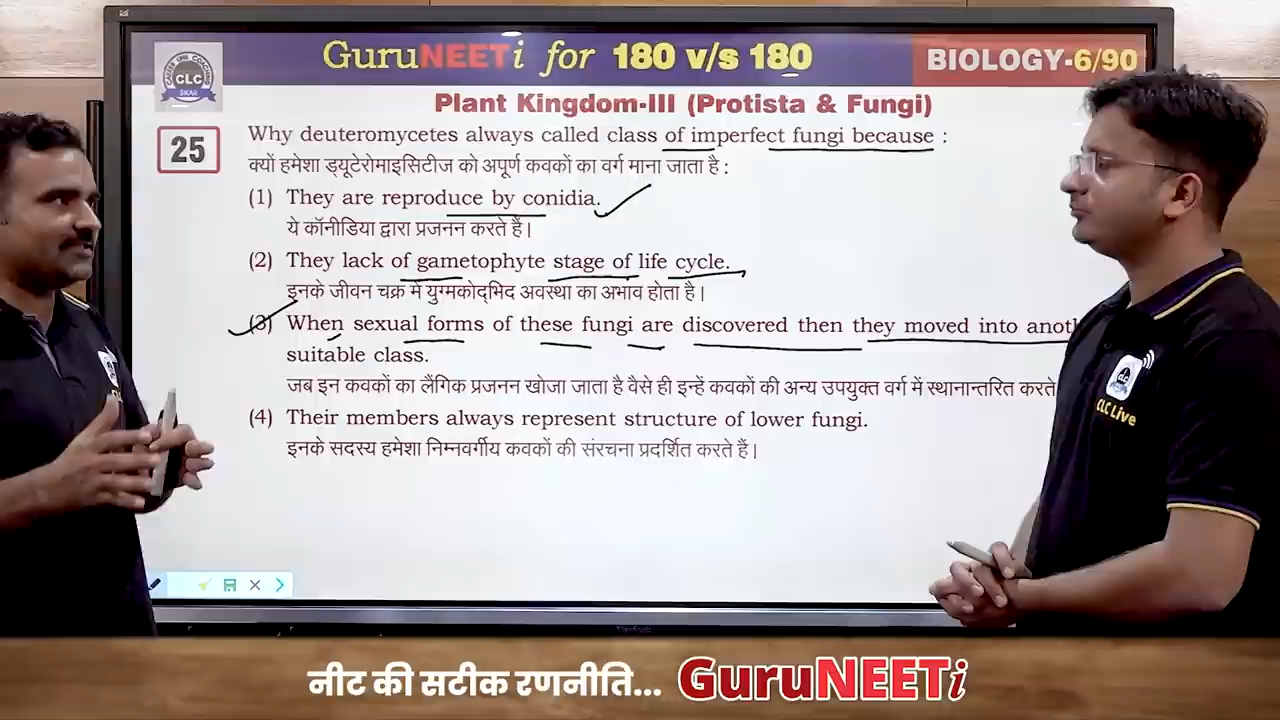 GuruNEETi for 180 v/s 180
BIOLOGY-6/90
CLC
SIKAR
Plant Kingdom-III (Protista & Fungi)
25
Why deuteromycetes always called class of imperfect fungi because :
क्यों हमेशा ड्यूटेरोमाइसिटीज को अपूर्ण कवकों का वर्ग माना जाता है :
(1) They are reproduce by conidia.
ये कॉनीडिया द्वारा प्रजनन करते हैं।
(2) They lack of gametophyte stage of life cycle.
इनके जीवन चक्र में युग्मकोद्भिद अवस्था का अभाव होता है।
(3) When sexual forms of these fungi are discovered then they moved into
suitable class.
जब इन कवकों का लैंगिक प्रजनन खोजा जाता है वैसे ही इन्हें कवकों की अन्य उपयुक्त वर्ग में स्थानान्तरित करते
(4) Their members always represent structure of lower fungi.
इनके सदस्य हमेशा निम्नवर्गीय कवकों की संरचना प्रदर्शित करते हैं।
CLC Live
ViewSonic
नीट की सटीक रणनीति... GuruNEETi